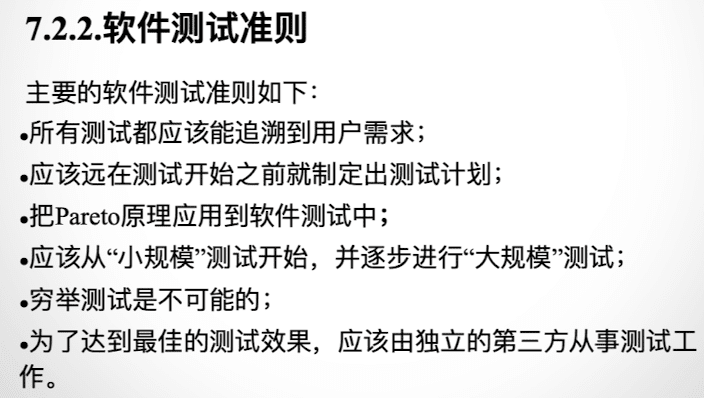 7.2.2.软件测试准则
主要的软件测试准则如下：
•所有测试都应该能追溯到用户需求；
•应该远在测试开始之前就制定出测试计划；
•把Pareto原理应用到软件测试中；
•应该从“小规模”测试开始，并逐步进行“大规模”测试；
•穷举测试是不可能的；
•为了达到最佳的测试效果，应该由独立的第三方从事测试工
作。